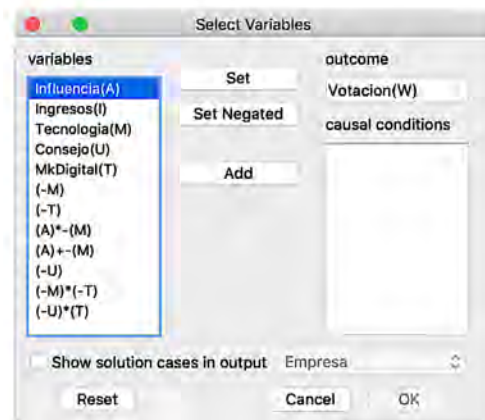 Select Variables
variables
Influencia(A)
Ingresos(I)
Tecnologia(M)
Consejo(U)
MkDigital(T)
(-M)
(-T)
(A)*-(M)
(A)+-(M)
(-U)
(-M)*(-T)
(-U)*(T)
Set
Set Negated
Add
outcome
Votacion(W)
causal conditions
Show solution cases in output Empresa
Reset Cancel OK